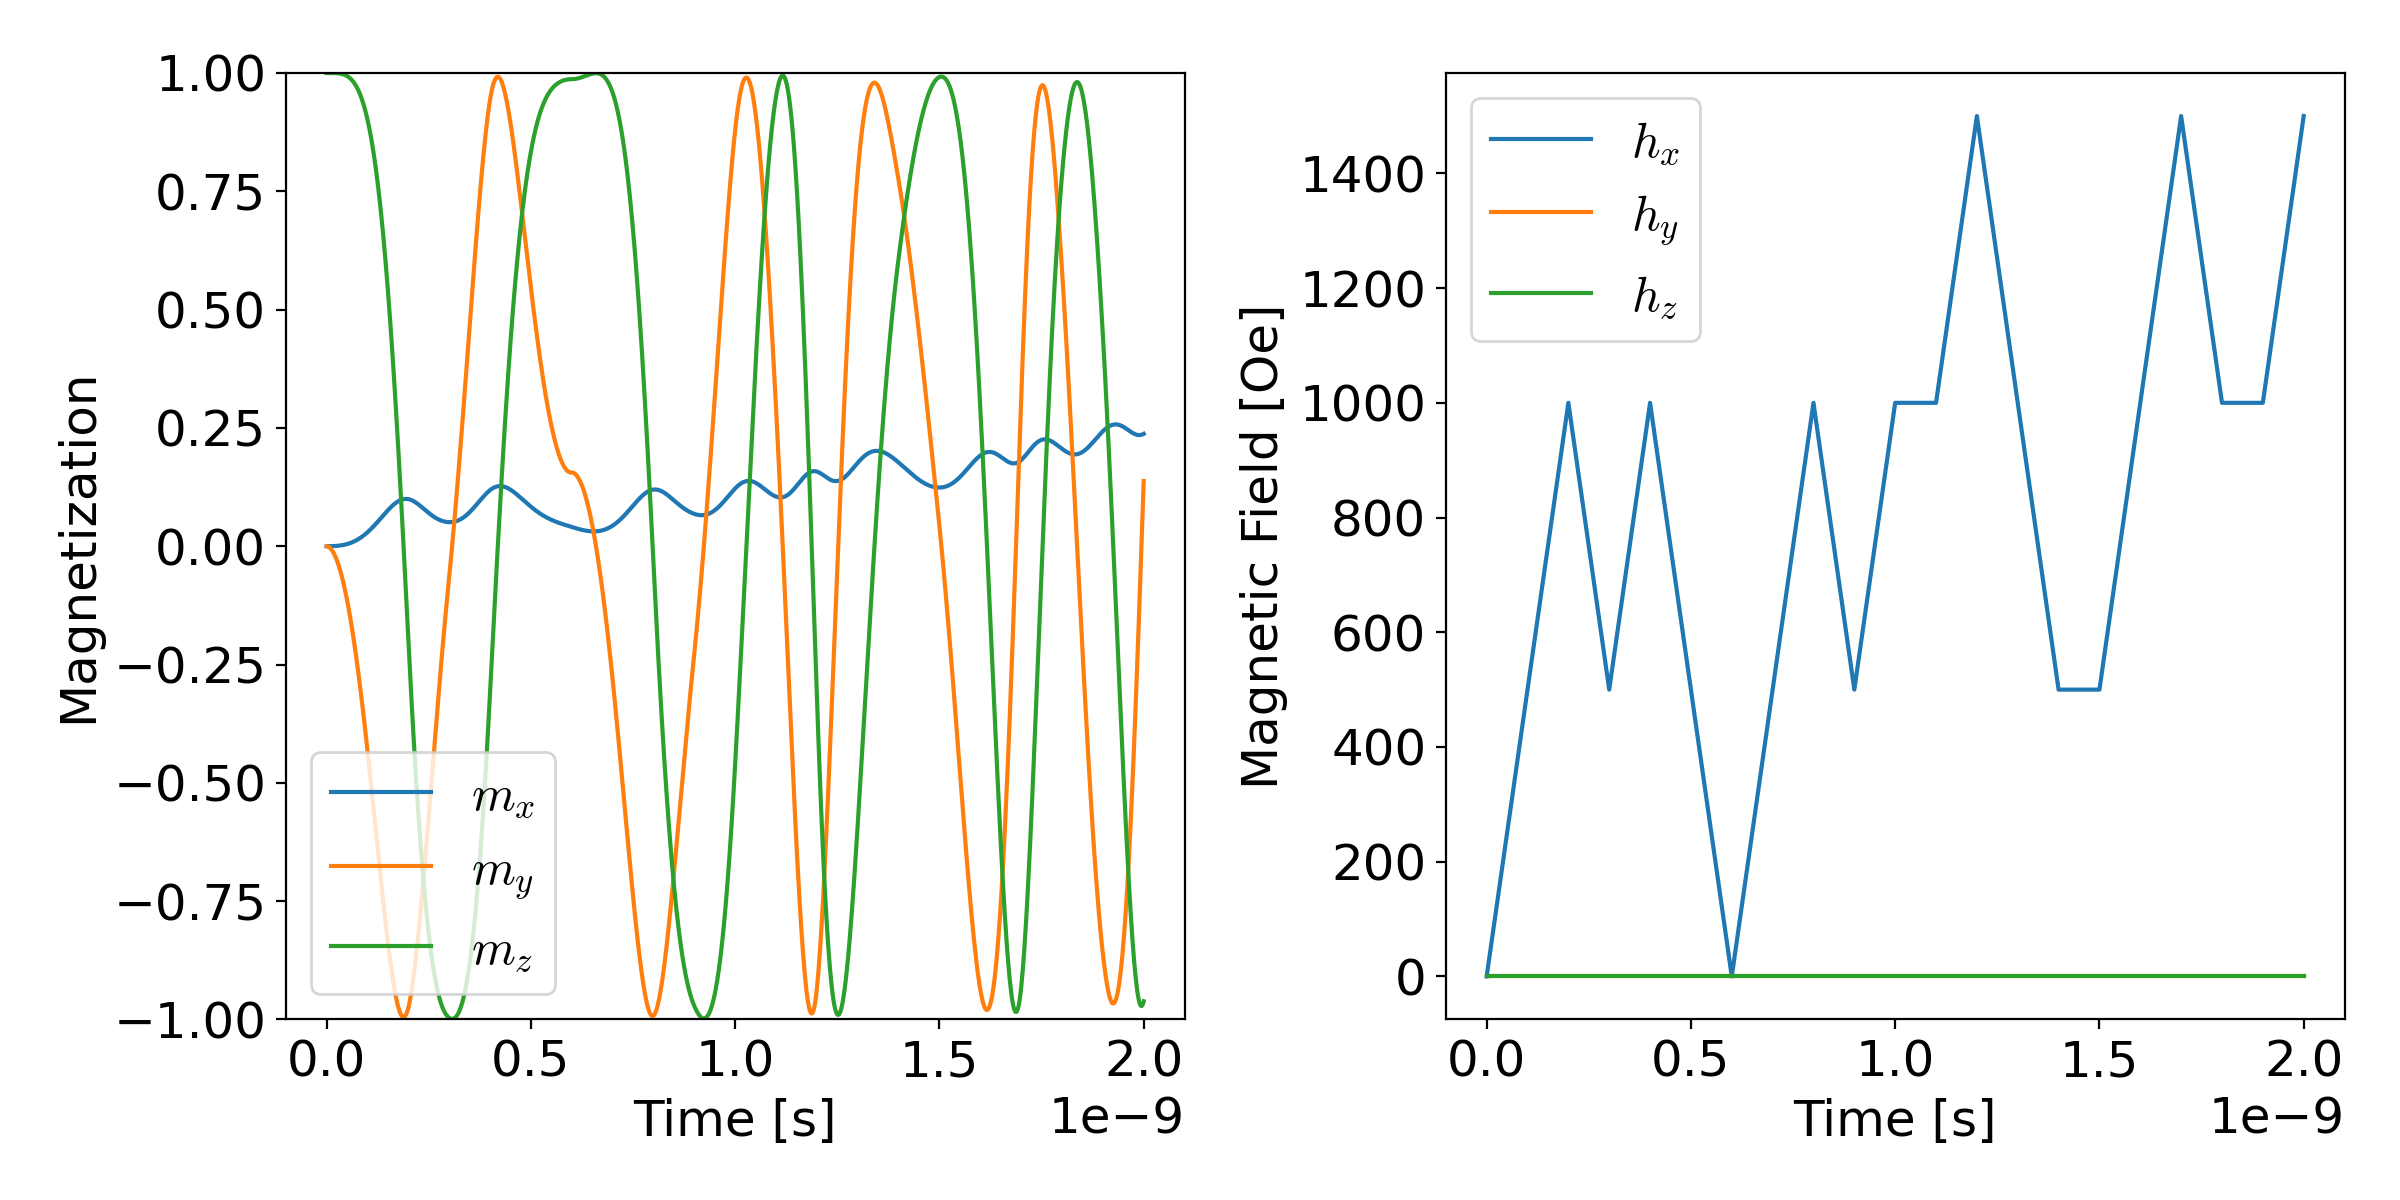 Magnetization
1.00
0.75
0.50
0.25
0.00
−0.25
−0.50
−0.75
−1.00
m_x
m_y
m_z
0.0 0.5 1.0 1.5 2.0
Time [s]
1e−9
Magnetic Field [Oe]
1400
1200
1000
800
600
400
200
0
h_x
h_y
h_z
0.0 0.5 1.0 1.5 2.0
Time [s]
1e−9